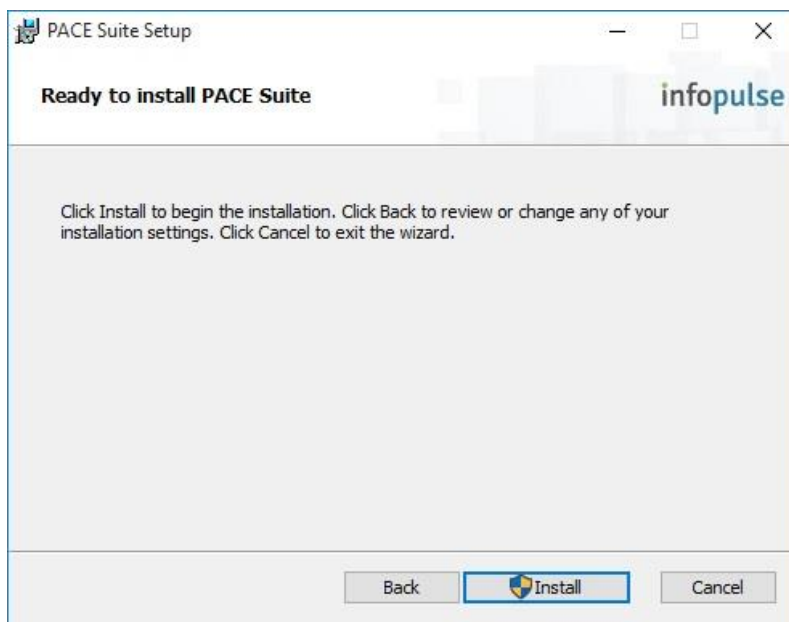 PACE Suite Setup
Ready to install PACE Suite
infopulse
Click Install to begin the installation. Click Back to review or change any of your
installation settings. Click Cancel to exit the wizard.
Back
Install
Cancel